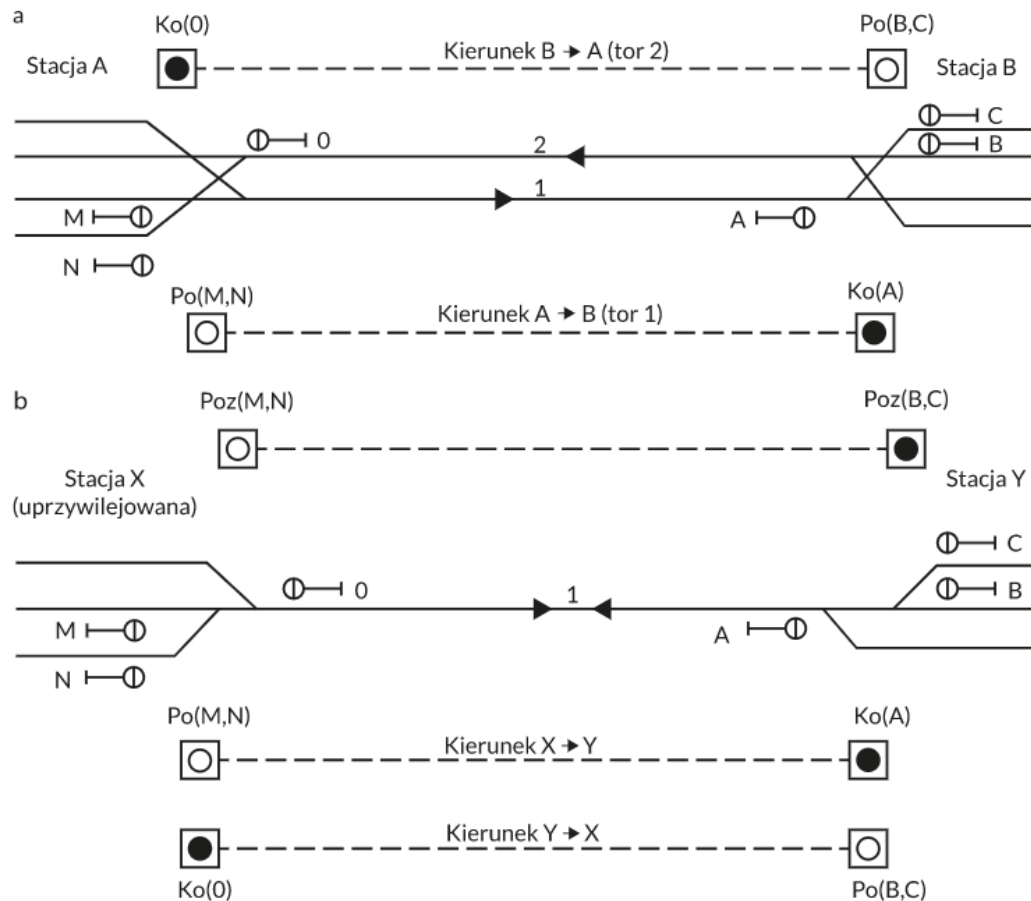 a
Ko(0)
Po(B,C)
Stacja A
Kierunek B → A (tor 2)
Stacja B
0
2
C
B
1
M
A
N
Po(M,N)
Kierunek A → B (tor 1)
Ko(A)
b
Poz(M,N)
Poz(B,C)
Stacja X
(uprzywilejowana)
Stacja Y
C
0
1
B
M
A
N
Po(M,N)
Kierunek X → Y
Ko(A)
Kierunek Y → X
Ko(0)
Po(B,C)